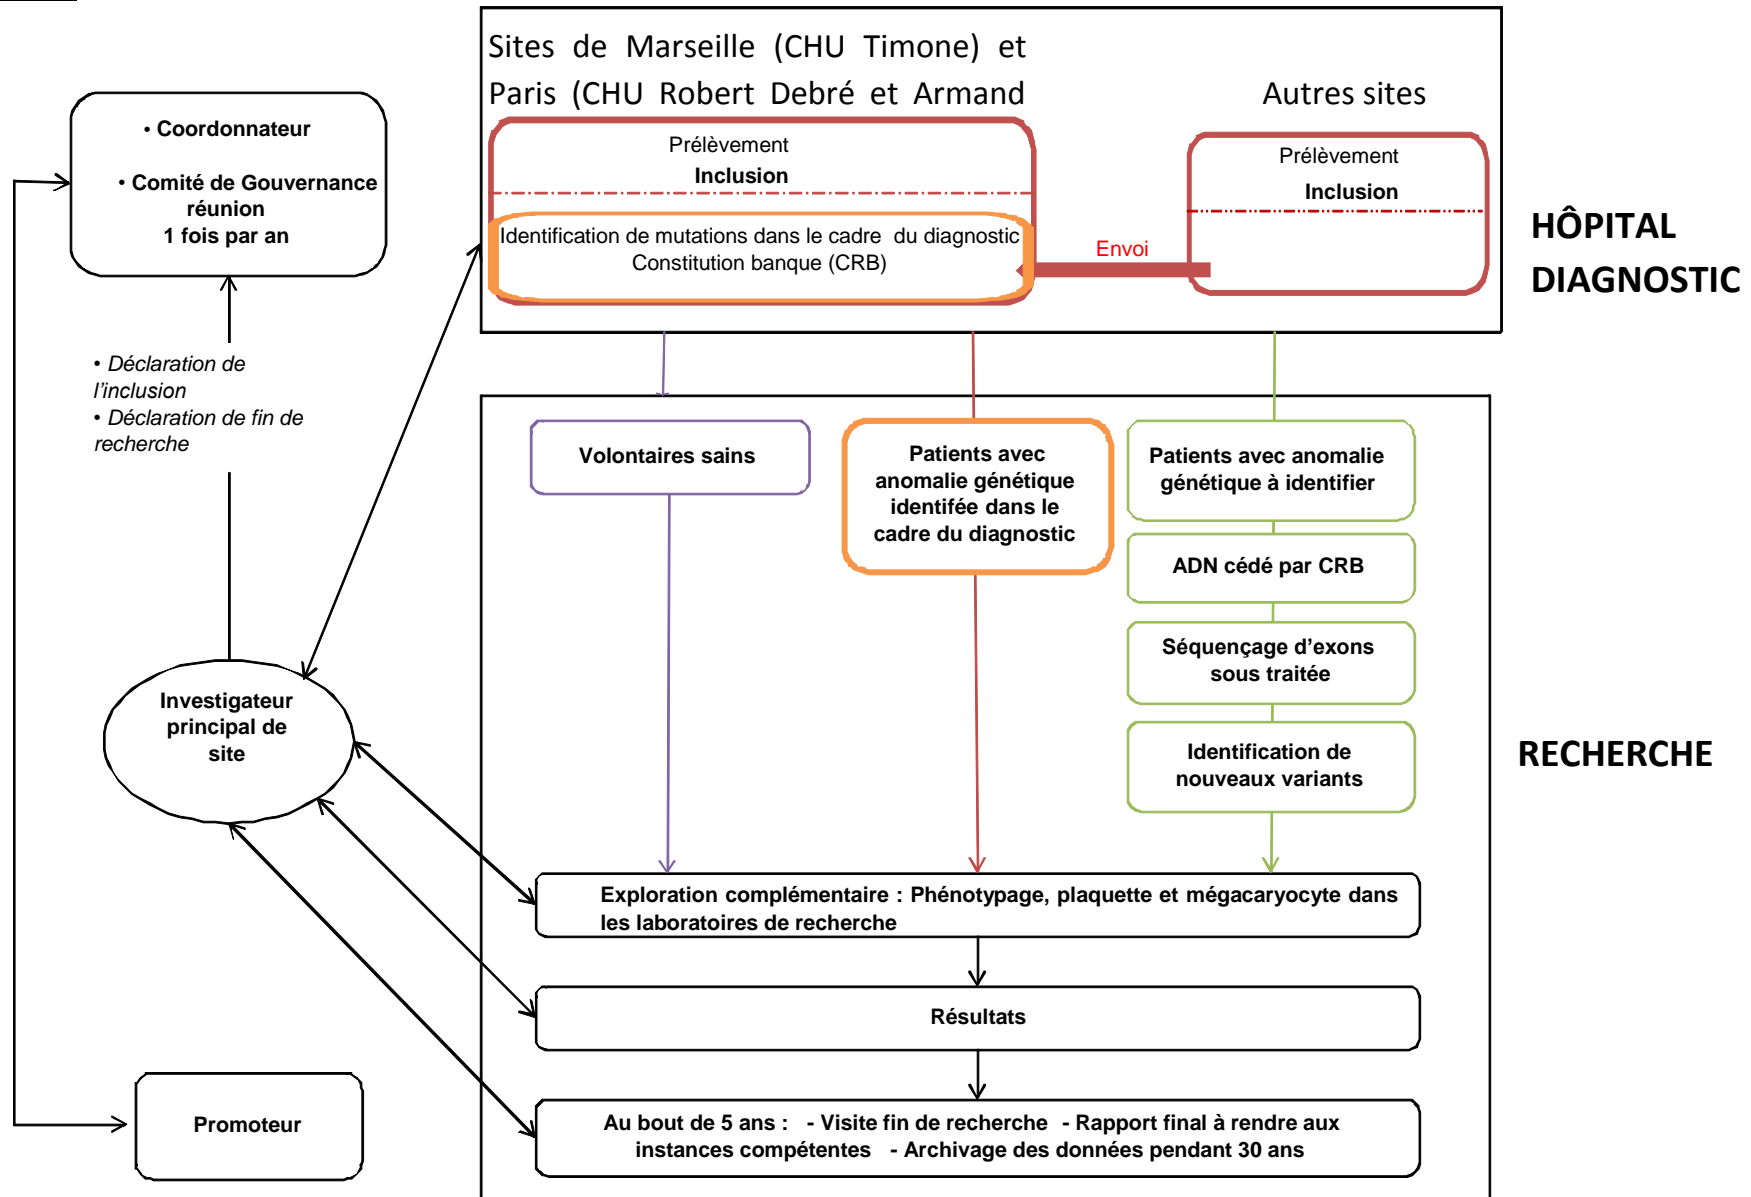 Sites de Marseille (CHU Timone) et
Paris (CHU Robert Debré et Armand
Autres sites
• Coordonnateur
• Comité de Gouvernance
réunion
1 fois par an
Prélèvement
Inclusion
Identification de mutations dans le cadre du diagnostic
Constitution banque (CRB)
Envoi
Prélèvement
Inclusion
HÔPITAL
DIAGNOSTIC
• Déclaration de
l'inclusion
• Déclaration de fin de
recherche
Volontaires sains
Patients avec
anomalie génétique
identifée dans le
cadre du diagnostic
Patients avec anomalie
génétique à identifier
ADN cédé par CRB
Séquençage d'exons
sous traitée
Identification de
nouveaux variants
RECHERCHE
Investigateur
principal de
site
Exploration complémentaire : Phénotypage, plaquette et mégacaryocyte dans
les laboratoires de recherche
Résultats
Promoteur
Au bout de 5 ans : - Visite fin de recherche - Rapport final à rendre aux
instances compétentes - Archivage des données pendant 30 ans